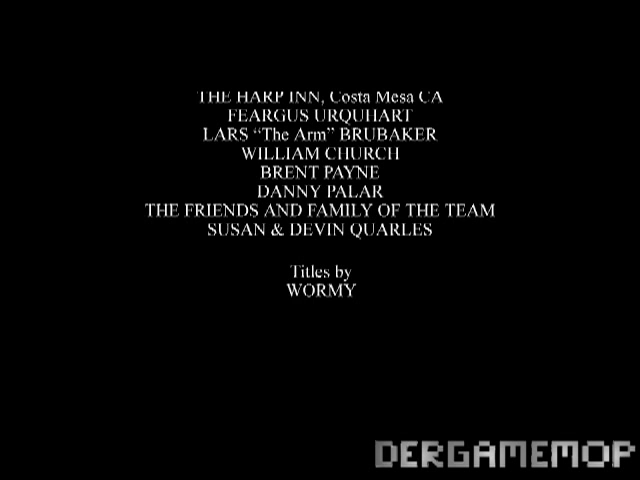 THE HARP INN, Costa Mesa CA
FEARGUS URQUHART
LARS “The Arm” BRUBAKER
WILLIAM CHURCH
BRENT PAYNE
DANNY PALAR
THE FRIENDS AND FAMILY OF THE TEAM
SUSAN & DEVIN QUARLES
Titles by
WORMY
DERGAMEMOP